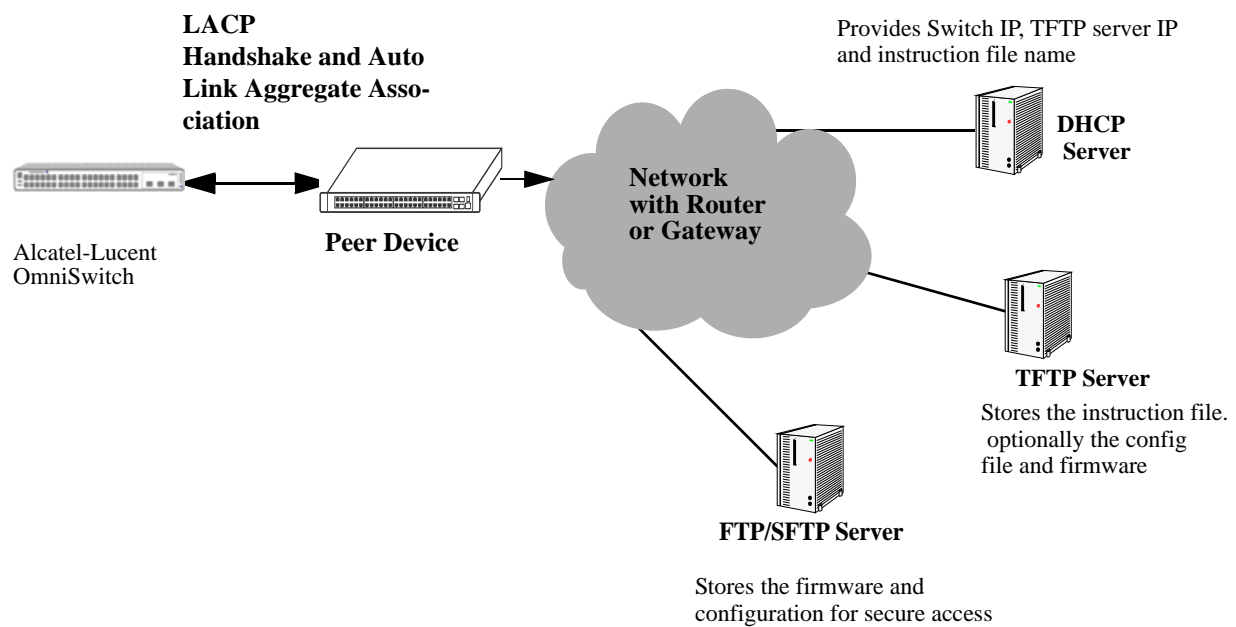 LACP
Handshake and Auto
Link Aggregate Asso-
ciation
Provides Switch IP, TFTP server IP
and instruction file name
DHCP
Server
Network
with Router
or Gateway
Peer Device
Alcatel-Lucent
OmniSwitch
TFTP Server
Stores the instruction file.
optionally the config
file and firmware
FTP/SFTP Server
Stores the firmware and
configuration for secure access